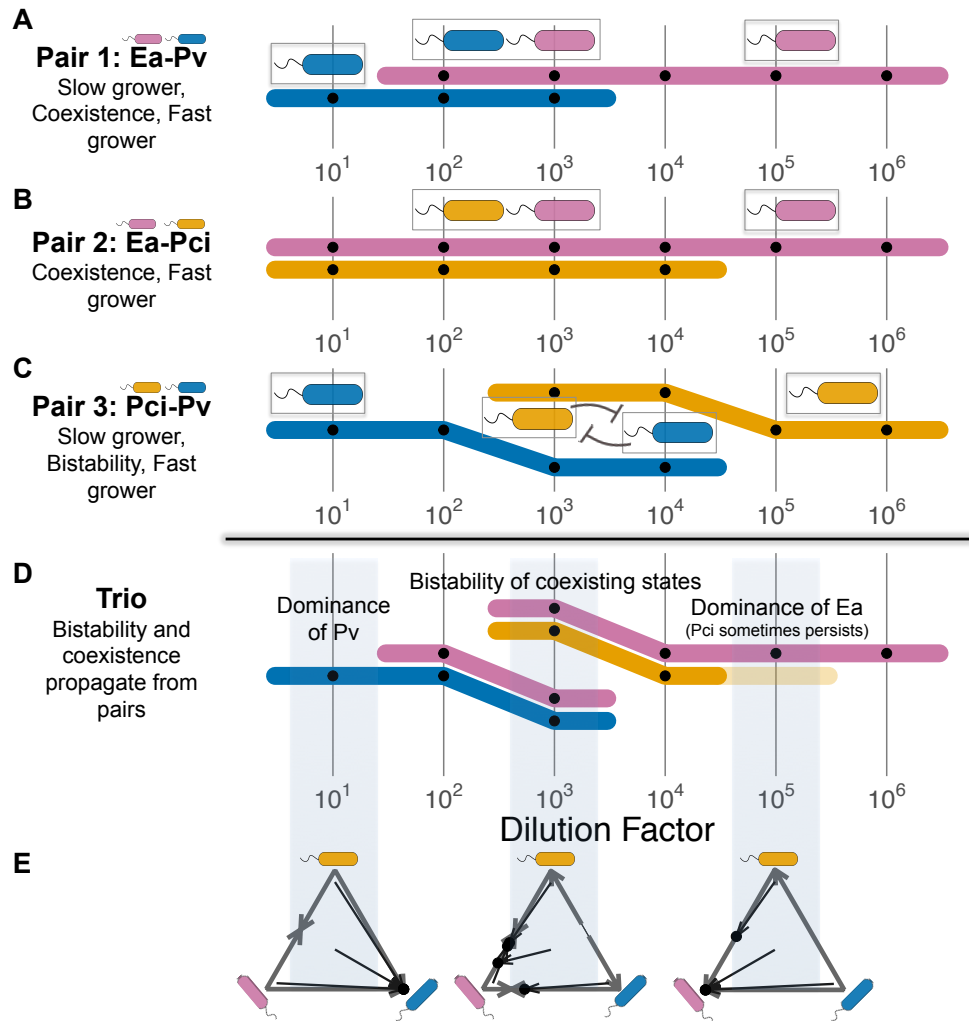 A
Pair 1: Ea-Pv
Slow grower,
Coexistence, Fast
grower
10¹ 10² 10³ 10⁴ 10⁵ 10⁶
B
Pair 2: Ea-Pci
Coexistence, Fast
grower
10¹ 10² 10³ 10⁴ 10⁵ 10⁶
C
Pair 3: Pci-Pv
Slow grower,
Bistability, Fast
grower
10¹ 10² 10³ 10⁴ 10⁵ 10⁶
D
Trio
Bistability and
coexistence
propagate from
pairs
Dominance
of Pv
Bistability of coexisting states
Dominance of Ea
(Pci sometimes persists)
10¹ 10² 10³ 10⁴ 10⁵ 10⁶
Dilution Factor
E